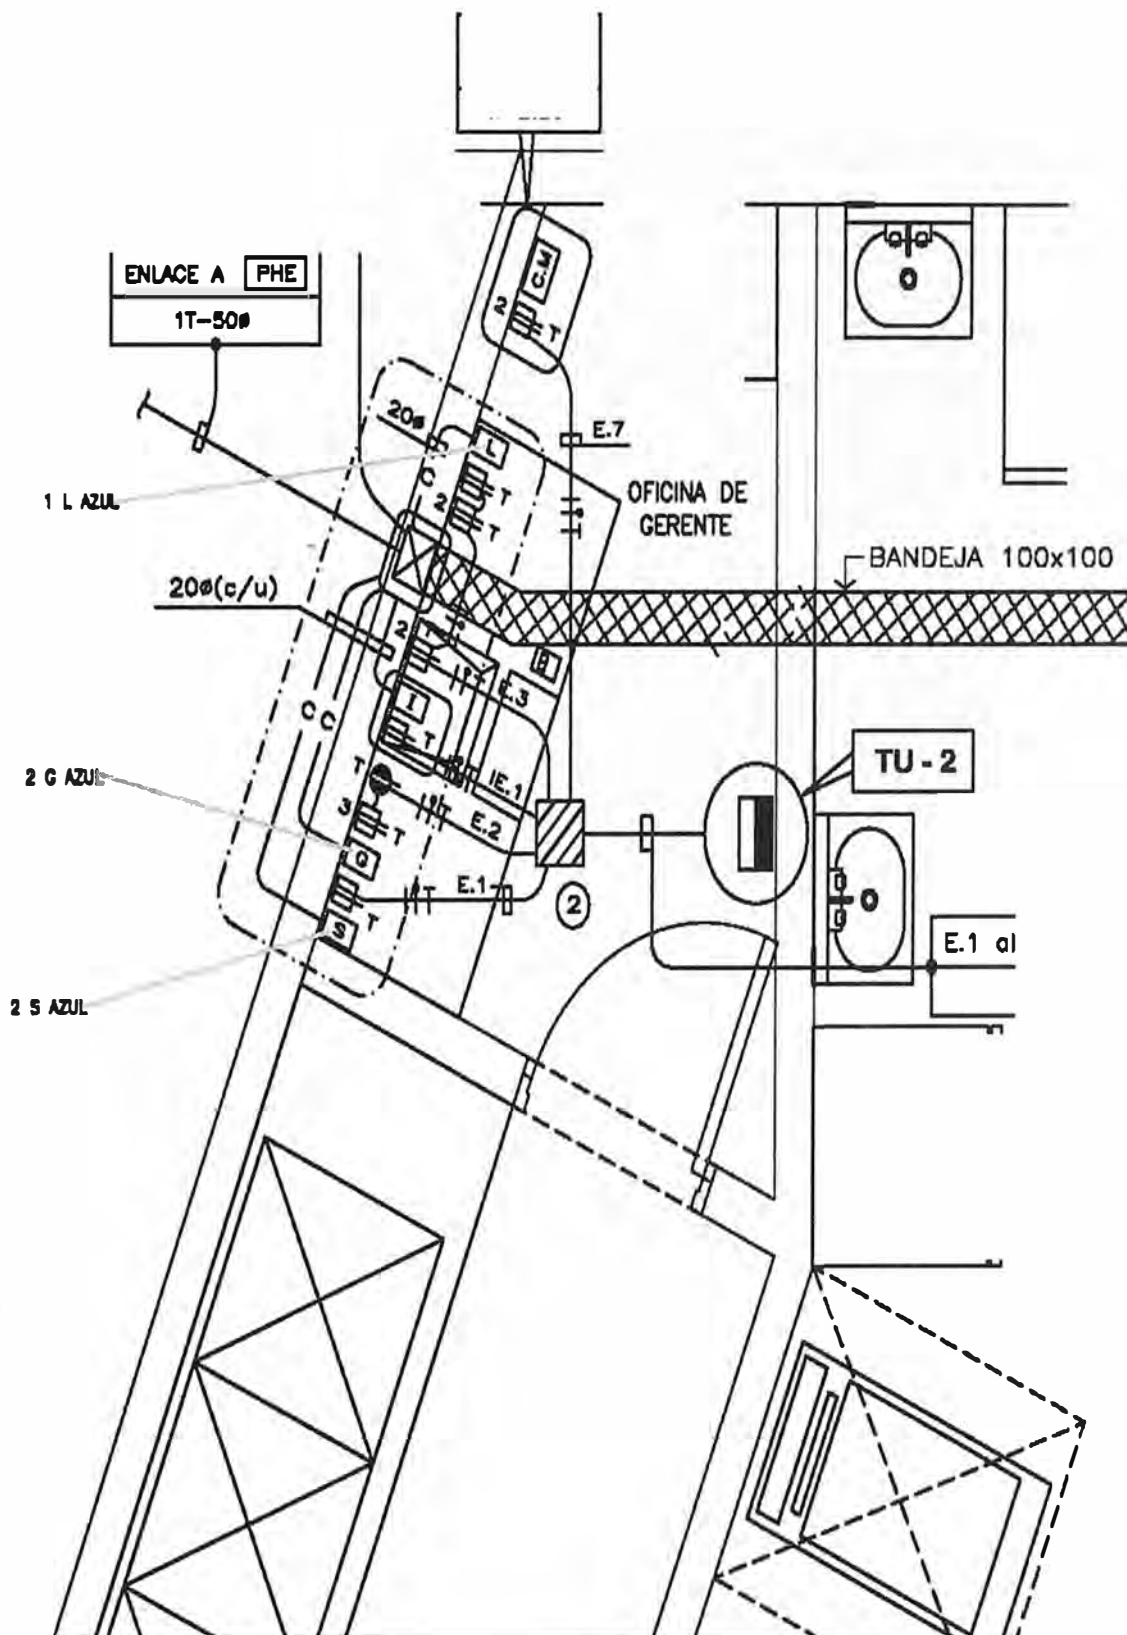 C.M
2
T
ENLACE A PHE
1T-50ø
20ø
L
E.7
C
T
2
T
1 L AZUL
OFICINA DE
GERENTE
BANDEJA 100x100
20ø(c/u)
2
E.3
I
C C
T
2 G AZUL
T
IE.1
TU - 2
T
E.2
3
T
G
E.1
T
2
T
S
E.1 al
2 S AZUL